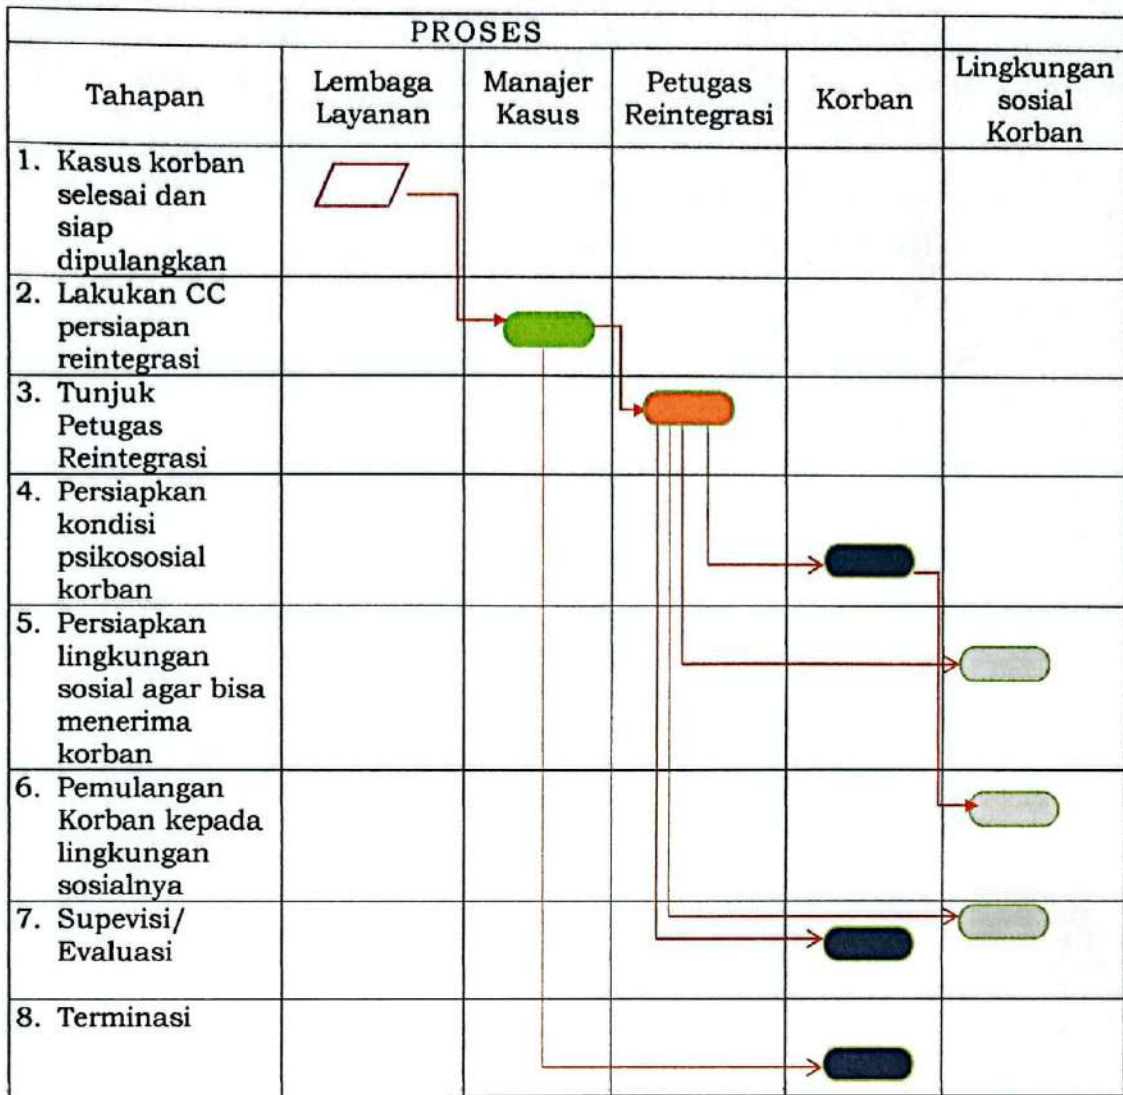 PROSES
Tahapan
Lembaga
Layanan
Manajer
Kasus
Petugas
Reintegrasi
Korban
Lingkungan
sosial
Korban
1. Kasus korban
selesai dan
siap
dipulangkan
2. Lakukan CC
persiapan
reintegrasi
3. Tunjuk
Petugas
Reintegrasi
4. Persiapkan
kondisi
psikososial
korban
5. Persiapkan
lingkungan
sosial agar bisa
menerima
korban
6. Pemulangan
Korban kepada
lingkungan
sosialnya
7. Supevisi/
Evaluasi
8. Terminasi